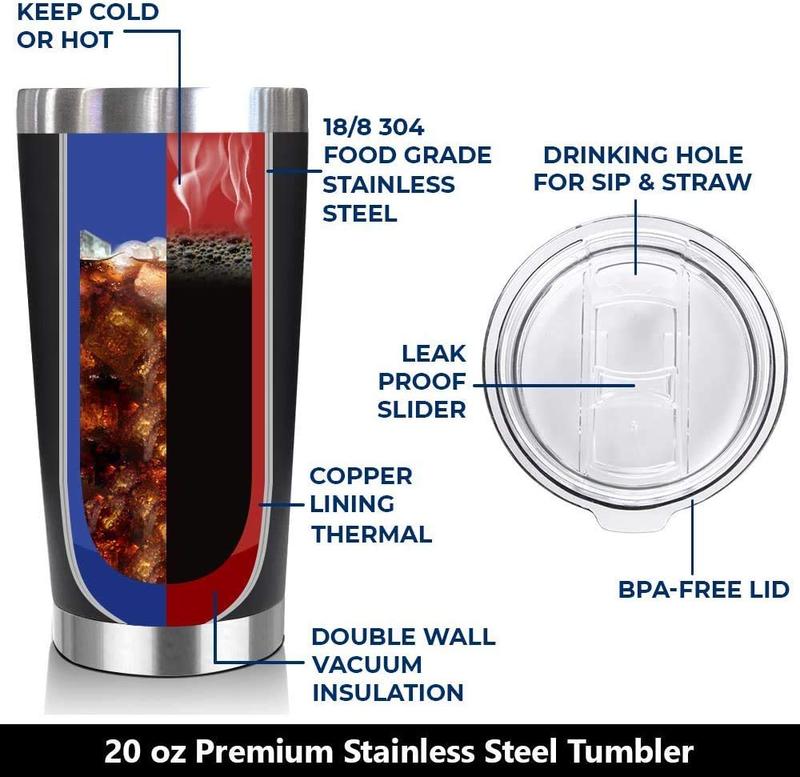 KEEP COLD
OR HOT
18/8 304
FOOD GRADE
STAINLESS
STEEL
DRINKING HOLE
FOR SIP & STRAW
LEAK
PROOF
SLIDER
COPPER
LINING
THERMAL
BPA-FREE LID
DOUBLE WALL
VACUUM
INSULATION
20 oz Premium Stainless Steel Tumbler